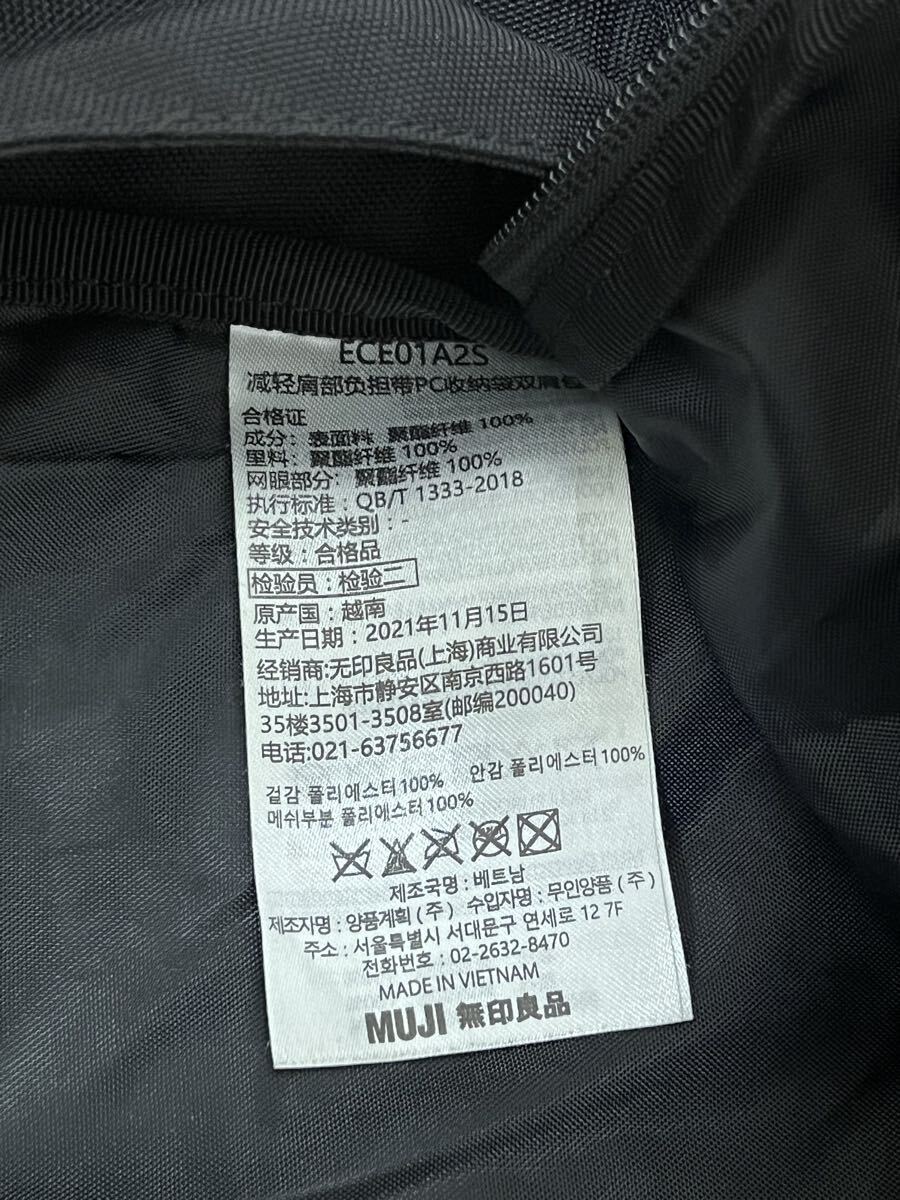 ECE01A2S
减轻肩部负担带PC收纳袋双肩包
合格证
成分：表面料 聚酯纤维 100%
里料：聚酯纤维 100%
网眼部分：聚酯纤维 100%
执行标准：QB/T 1333-2018
安全技术类别：-
等级：合格品
检验员：检验二
原产国：越南
生产日期：2021年11月15日
经销商:无印良品(上海)商业有限公司
地址:上海市静安区南京西路1601号
35楼3501-3508室(邮编200040)
电话:021-63756677
겉감 폴리에스터100% 안감 폴리에스터100%
메쉬부분 폴리에스터100%
제조국명：베트남
제조자명：양품계획(주) 수입자명：무인양품(주)
주소：서울특별시 서대문구 연세로 12 7F
전화번호：02-2632-8470
MADE IN VIETNAM
MUJI 無印良品